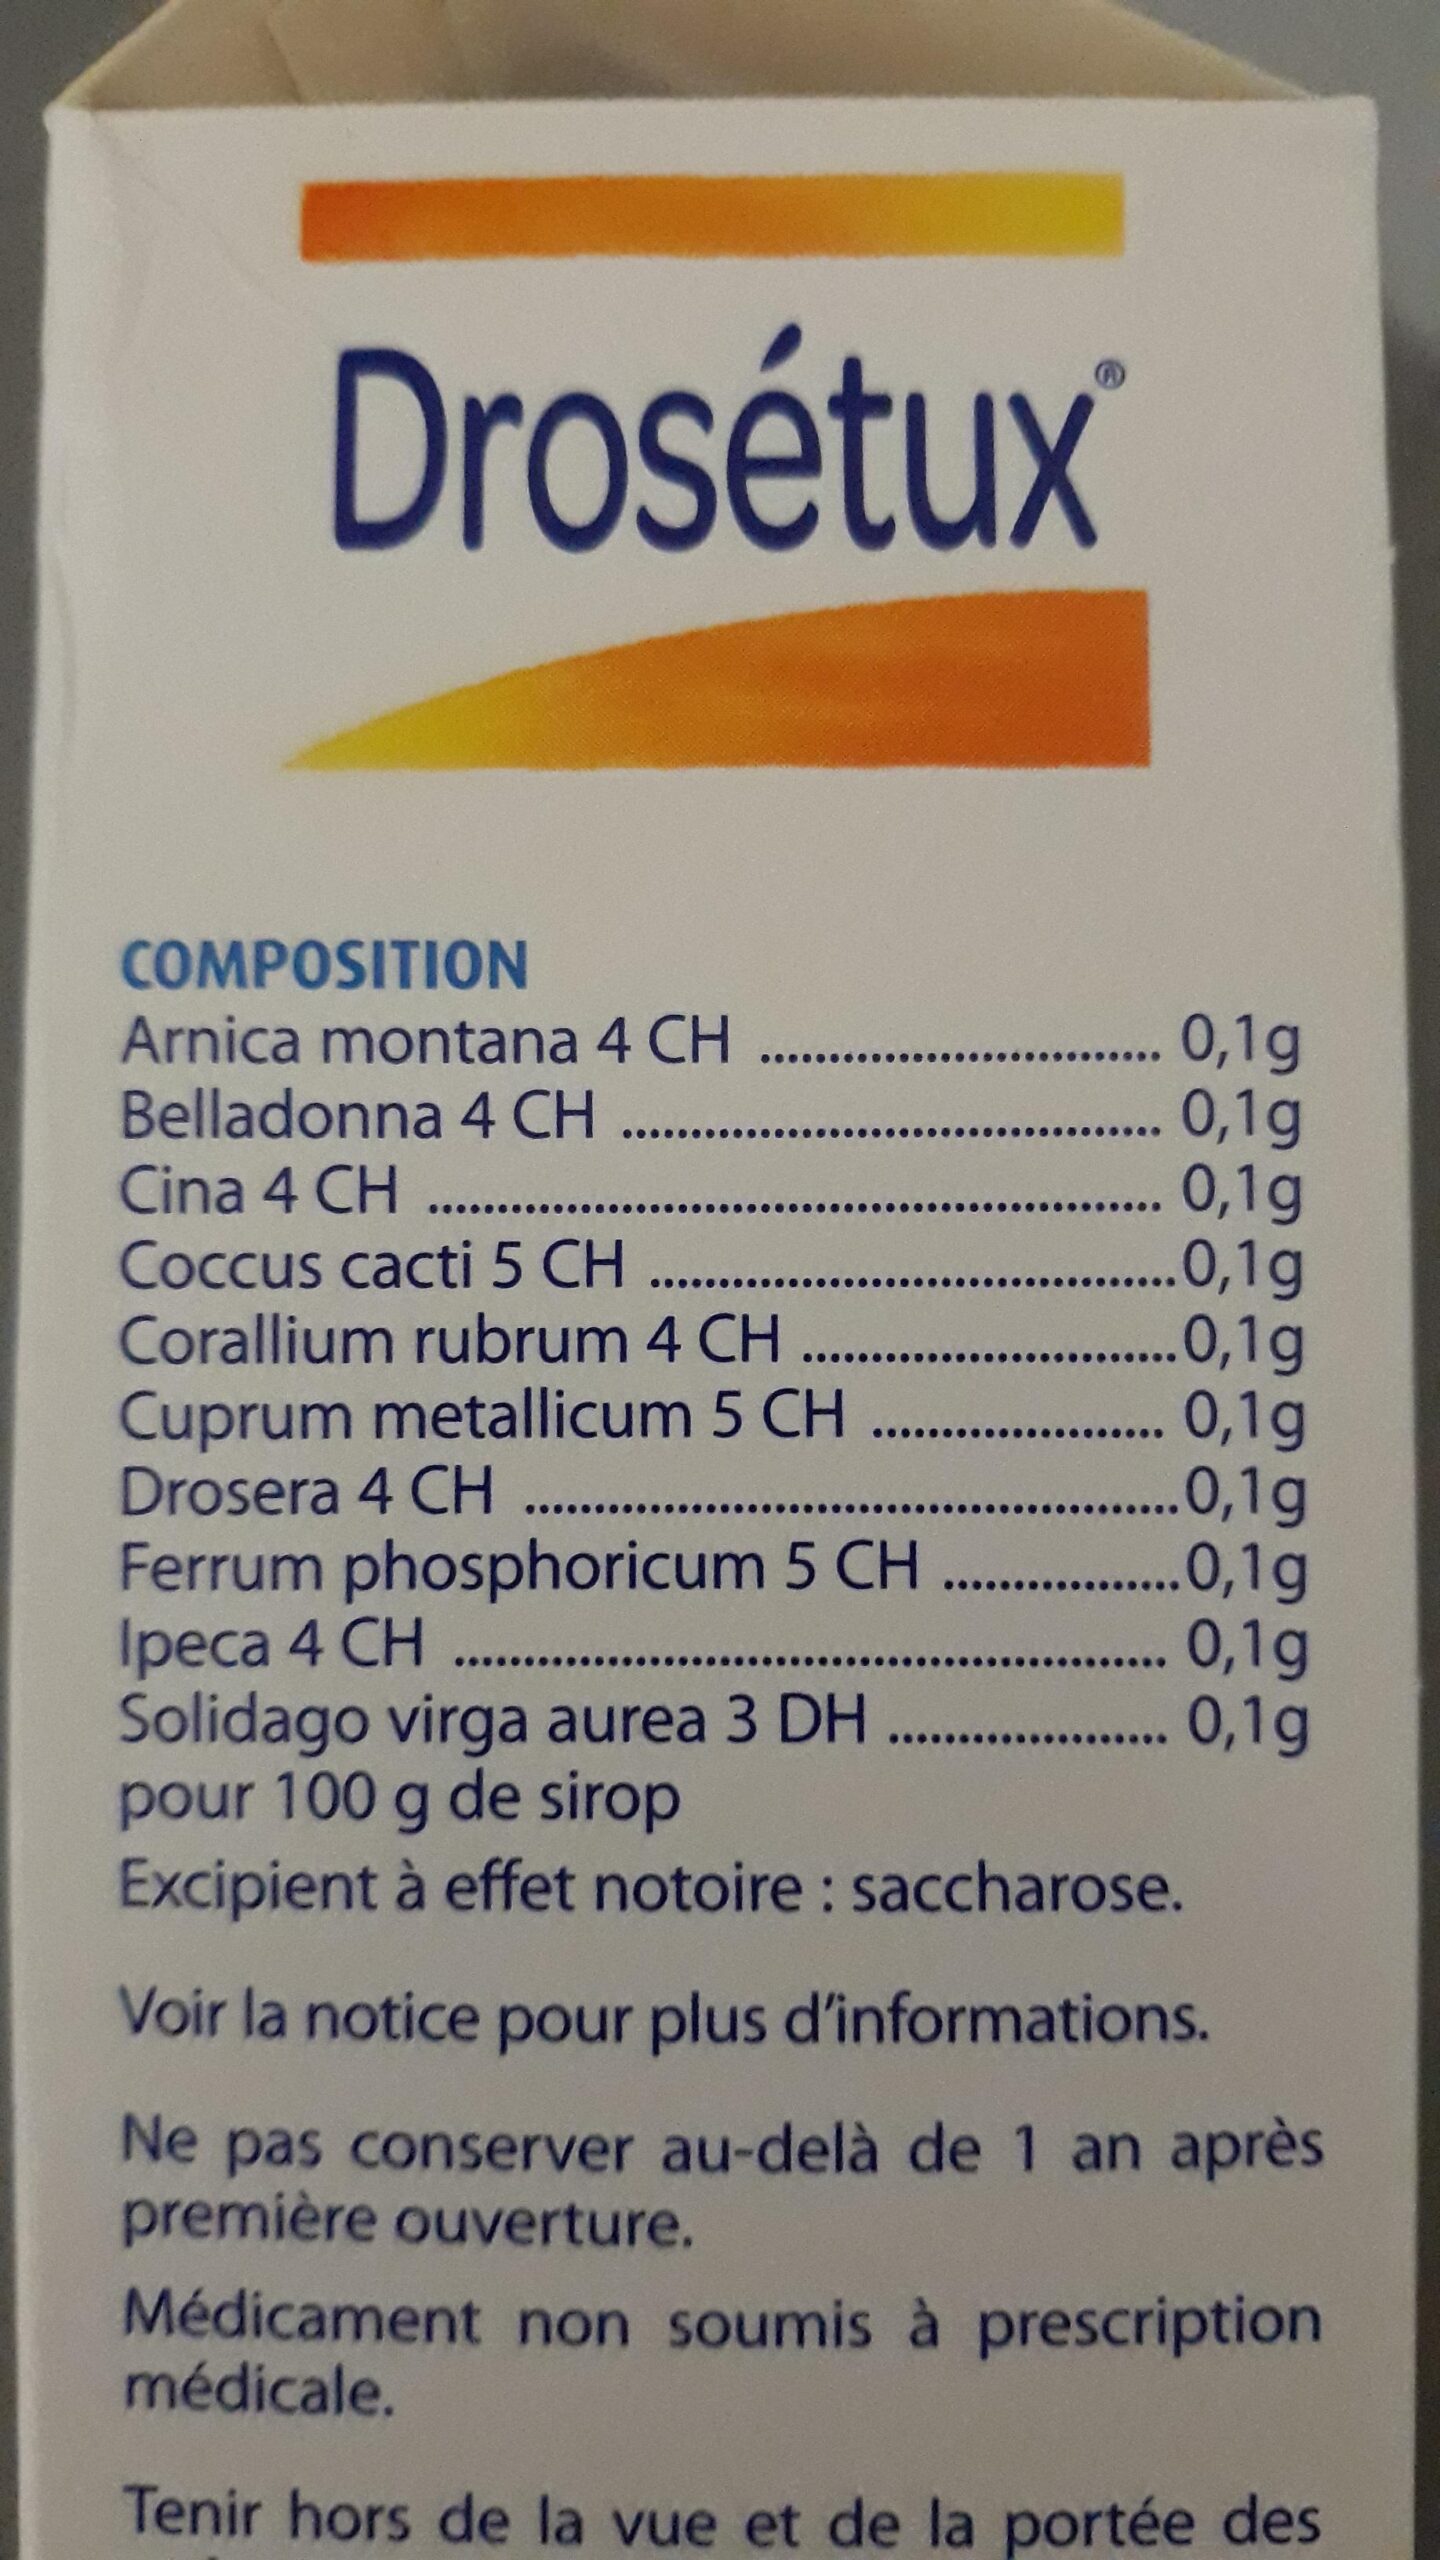 Drosétux®
COMPOSITION
Arnica montana 4 CH ............................. 0,1g
Belladonna 4 CH ....................................... 0,1g
Cina 4 CH ..................................................... 0,1g
Coccus cacti 5 CH ......................................0,1g
Corallium rubrum 4 CH ...........................0,1g
Cuprum metallicum 5 CH ..................... 0,1g
Drosera 4 CH ...............................................0,1g
Ferrum phosphoricum 5 CH .................0,1g
Ipeca 4 CH ................................................... 0,1g
Solidago virga aurea 3 DH .................... 0,1g
pour 100 g de sirop
Excipient à effet notoire : saccharose.
Voir la notice pour plus d'informations.
Ne pas conserver au-delà de 1 an après
première ouverture.
Médicament non soumis à prescription
médicale.
Tenir hors de la vue et de la portée des